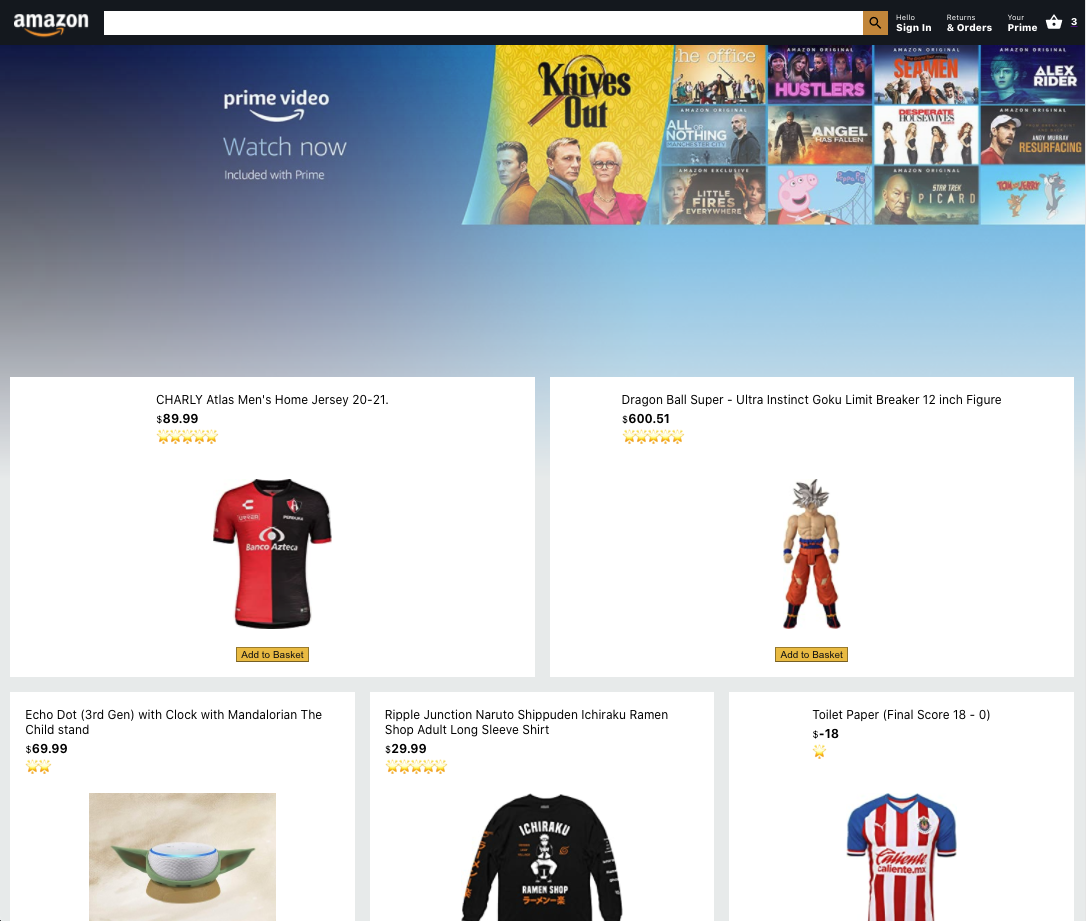 amazon
Hello
Sign In
Returns
& Orders
Your
Prime
3
prime video
Watch now
Included with Prime
Knives
Out
the office
AMAZON ORIGINAL
HUSTLERS
AMAZON ORIGINAL
SEAMEN
AMAZON ORIGINAL
ALEX
RIDER
AMAZON ORIGINAL
ALL OR
NOTHING
MANCHESTER CITY
ANGEL
HAS FALLEN
DESPERATE
HOUSEWIVES
AMAZON ORIGINAL
ANDY MURRAY
RESURFACING
AMAZON EXCLUSIVE
LITTLE
FIRES
EVERYWHERE
Peppa Pig
AMAZON ORIGINAL
STAR TREK
PICARD
TOM AND JERRY
CHARLY Atlas Men's Home Jersey 20-21.
$89.99
Banco Azteca
Add to Basket
Dragon Ball Super - Ultra Instinct Goku Limit Breaker 12 inch Figure
$600.51
Add to Basket
Echo Dot (3rd Gen) with Clock with Mandalorian The
Child stand
$69.99
Ripple Junction Naruto Shippuden Ichiraku Ramen
Shop Adult Long Sleeve Shirt
$29.99
ICHIRAKU
RAMEN SHOP
ラーメン一楽
Toilet Paper (Final Score 18 - 0)
$-18
Caliente
caliente.mx